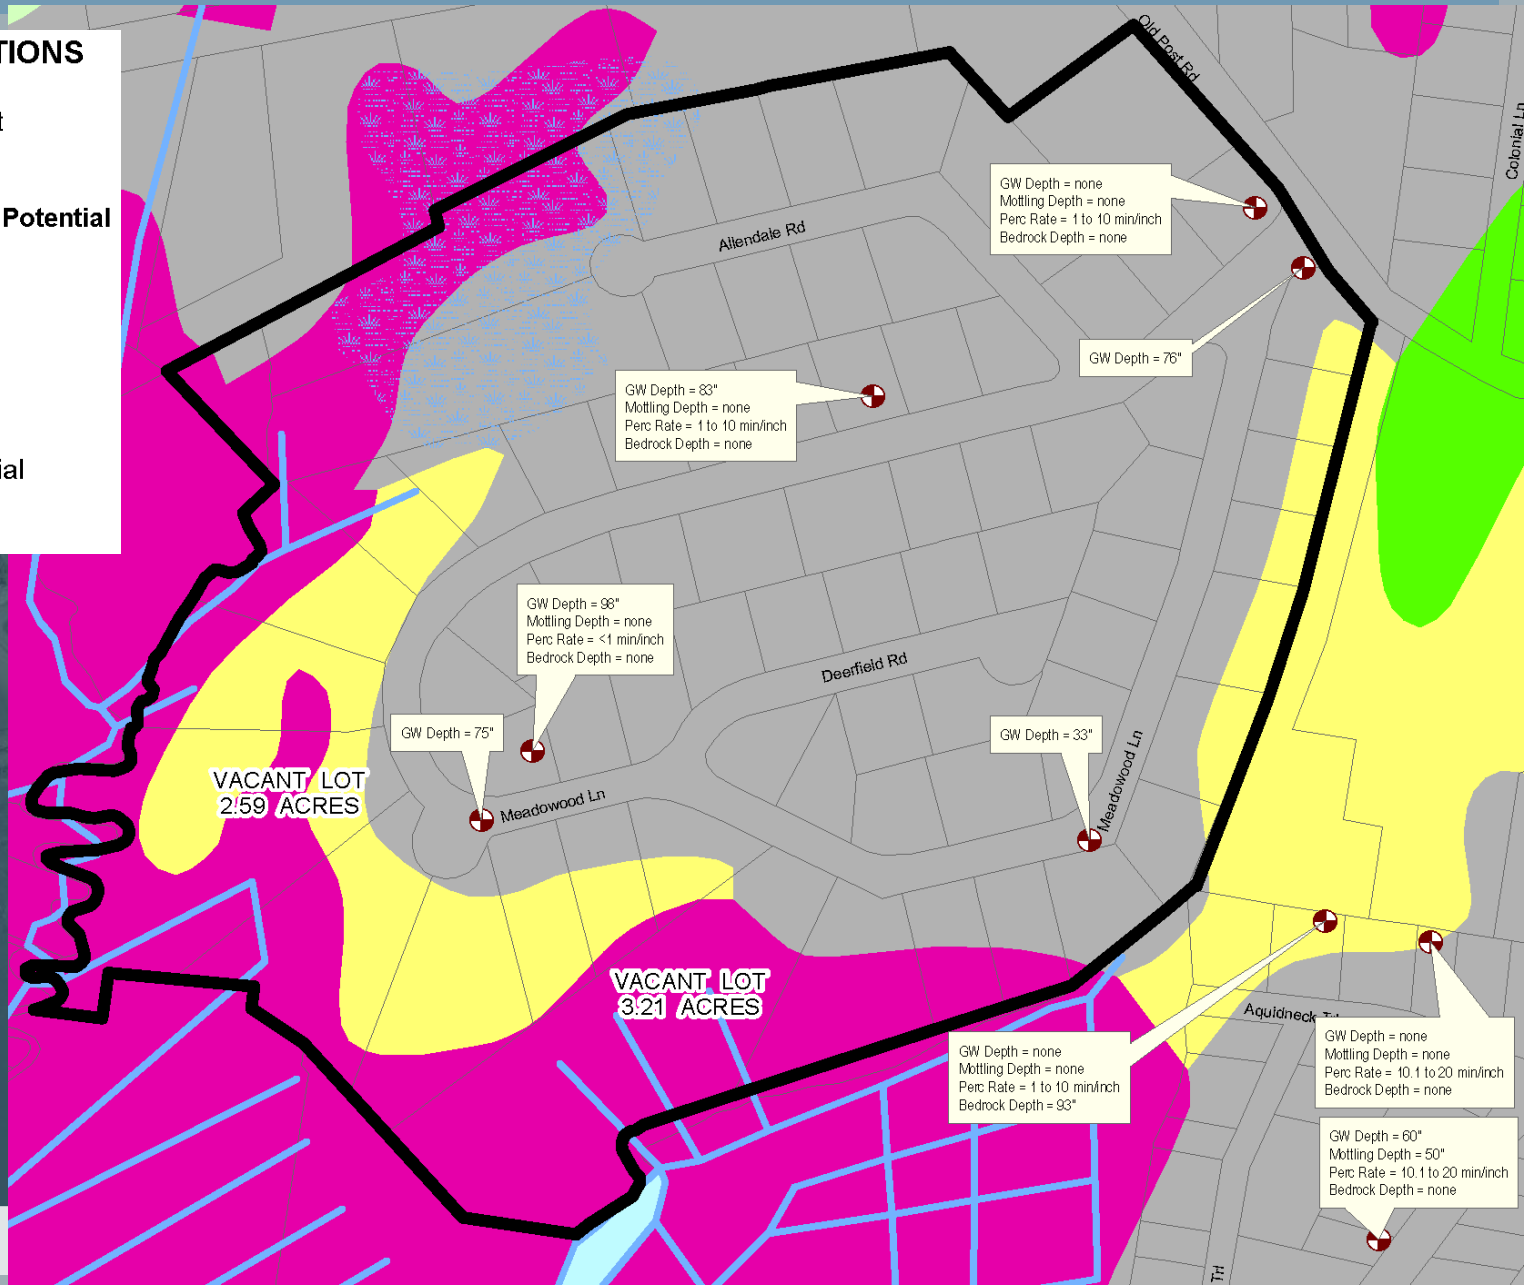 TIONS
t
Potential
ial
Old Post Rd
Colonial Ln
GW Depth = none
Mottling Depth = none
Perc Rate = 1 to 10 min/inch
Bedrock Depth = none
Allendale Rd
GW Depth = 76"
GW Depth = 83"
Mottling Depth = none
Perc Rate = 1 to 10 min/inch
Bedrock Depth = none
GW Depth = 98"
Mottling Depth = none
Perc Rate = <1 min/inch
Bedrock Depth = none
Deerfield Rd
GW Depth = 75"
GW Depth = 33"
Meadowood Ln
Meadowood Ln
VACANT LOT
2.59 ACRES
VACANT LOT
3.21 ACRES
Aquidneck
GW Depth = none
Mottling Depth = none
Perc Rate = 1 to 10 min/inch
Bedrock Depth = 93"
GW Depth = none
Mottling Depth = none
Perc Rate = 10.1 to 20 min/inch
Bedrock Depth = none
GW Depth = 60"
Mottling Depth = 50"
Perc Rate = 10.1 to 20 min/inch
Bedrock Depth = none
Trl